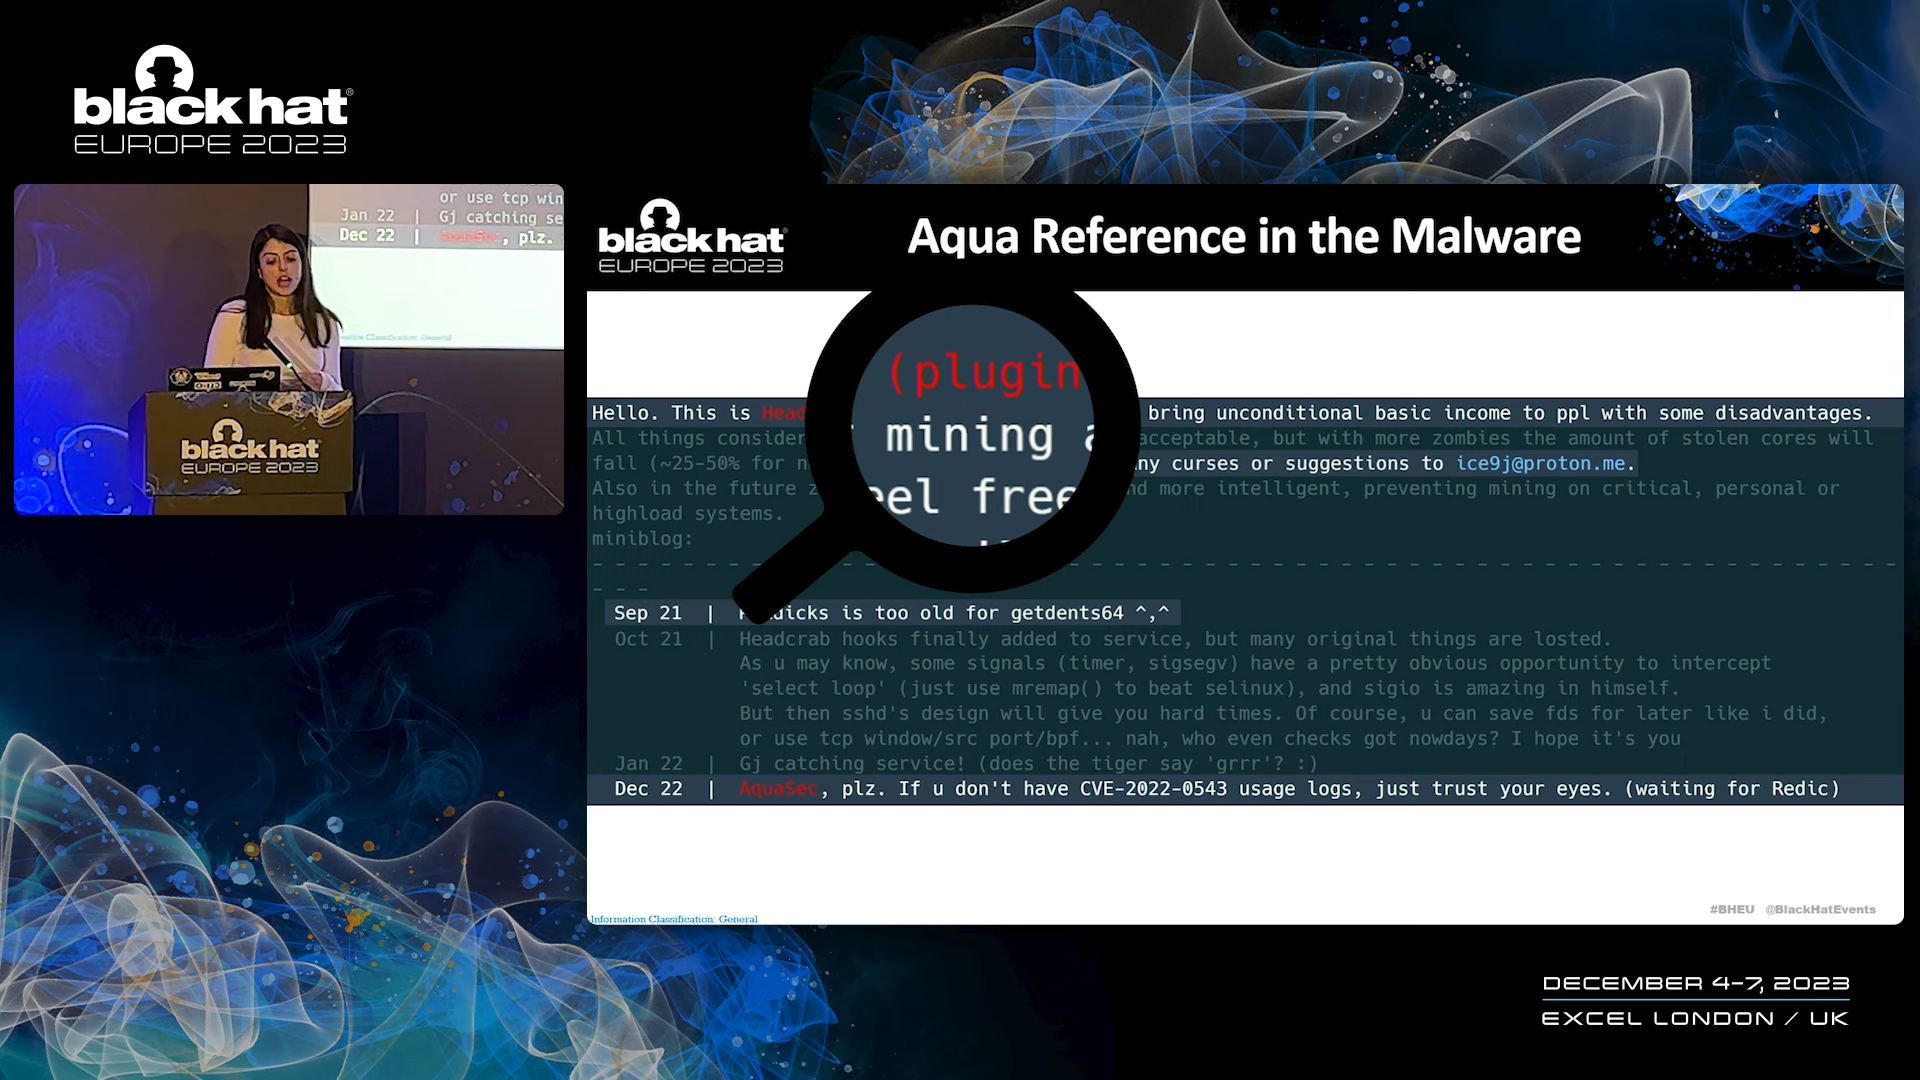 black hat®
EUROPE 2023
or use tcp win
Jan 22 | Gj catching se
Dec 22 | AquaSec, plz.
Information Classification: General
black hat®
EUROPE 2023
black hat®
EUROPE 2023
Aqua Reference in the Malware
(plugin
mining
eel free
Hello. This is Head bring unconditional basic income to ppl with some disadvantages.
All things consider acceptable, but with more zombies the amount of stolen cores will
fall (~25-50% for n ny curses or suggestions to ice9j@proton.me.
Also in the future z nd more intelligent, preventing mining on critical, personal or
highload systems.
miniblog:
- - - - - - - - - - - - - - - - - - - - - - - - - - - - - - - - - - - - - - - -
- - -
Sep 21 | dicks is too old for getdents64 ^,^
Oct 21 | Headcrab hooks finally added to service, but many original things are losted.
As u may know, some signals (timer, sigsegv) have a pretty obvious opportunity to intercept
'select loop' (just use mremap() to beat selinux), and sigio is amazing in himself.
But then sshd's design will give you hard times. Of course, u can save fds for later like i did,
or use tcp window/src port/bpf... nah, who even checks got nowdays? I hope it's you
Jan 22 | Gj catching service! (does the tiger say 'grrr'? :)
Dec 22 | AquaSec, plz. If u don't have CVE-2022-0543 usage logs, just trust your eyes. (waiting for Redic)
Information Classification: General
#BHEU @BlackHatEvents
DECEMBER 4-7, 2023
EXCEL LONDON / UK